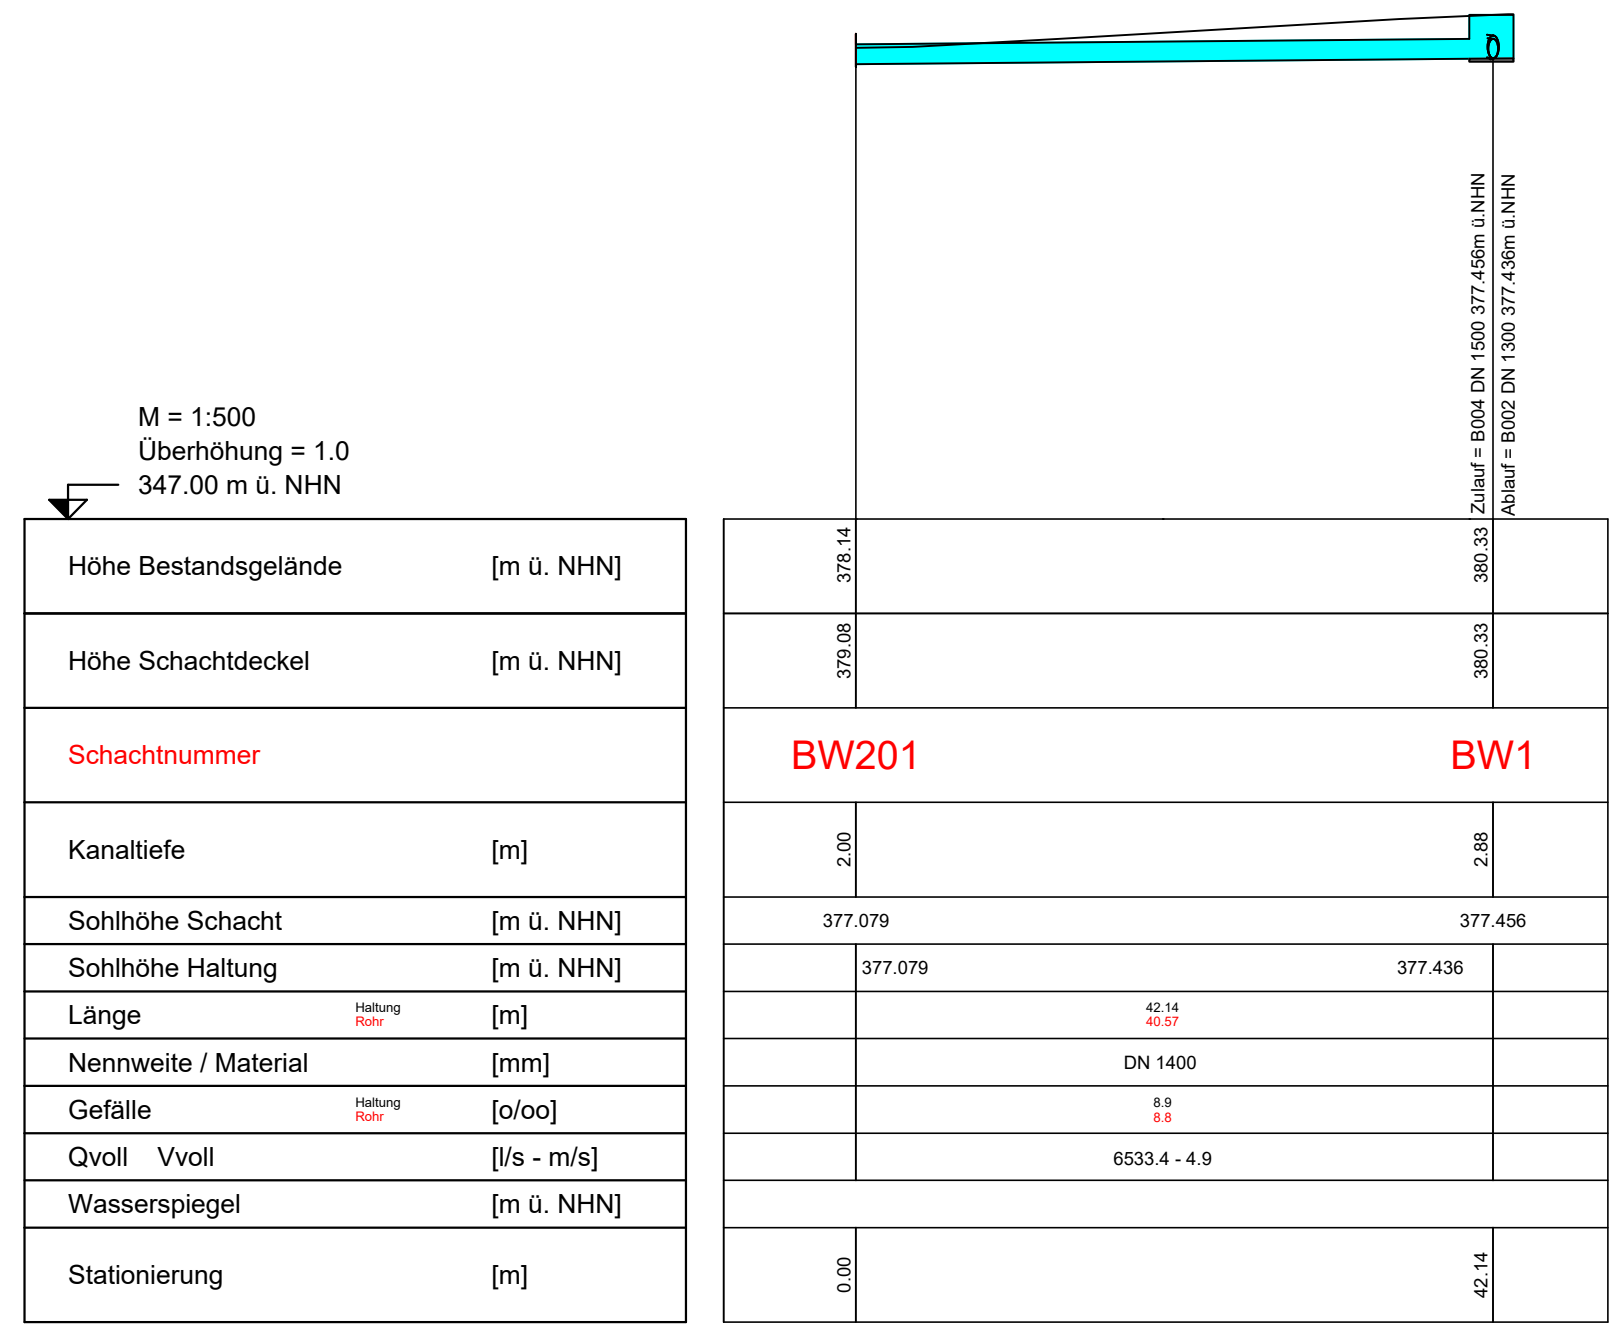 Zulauf = B004 DN 1500 377.456m ü.NHN
Ablauf = B002 DN 1300 377.436m ü.NHN
M = 1:500
Überhöhung = 1.0
347.00 m ü. NHN
Höhe Bestandsgelände [m ü. NHN] 378.14 380.33
Höhe Schachtdeckel [m ü. NHN] 379.08 380.33
Schachtnummer BW201 BW1
Kanaltiefe [m] 2.00 2.88
Sohlhöhe Schacht [m ü. NHN] 377.079 377.456
Sohlhöhe Haltung [m ü. NHN] 377.079 377.436
Länge Haltung [m] 42.14
Rohr 40.57
Nennweite / Material [mm] DN 1400
Gefälle Haltung [o/oo] 8.9
Rohr 8.8
Qvoll Vvoll [l/s - m/s] 6533.4 - 4.9
Wasserspiegel [m ü. NHN]
Stationierung [m] 0.00 42.14